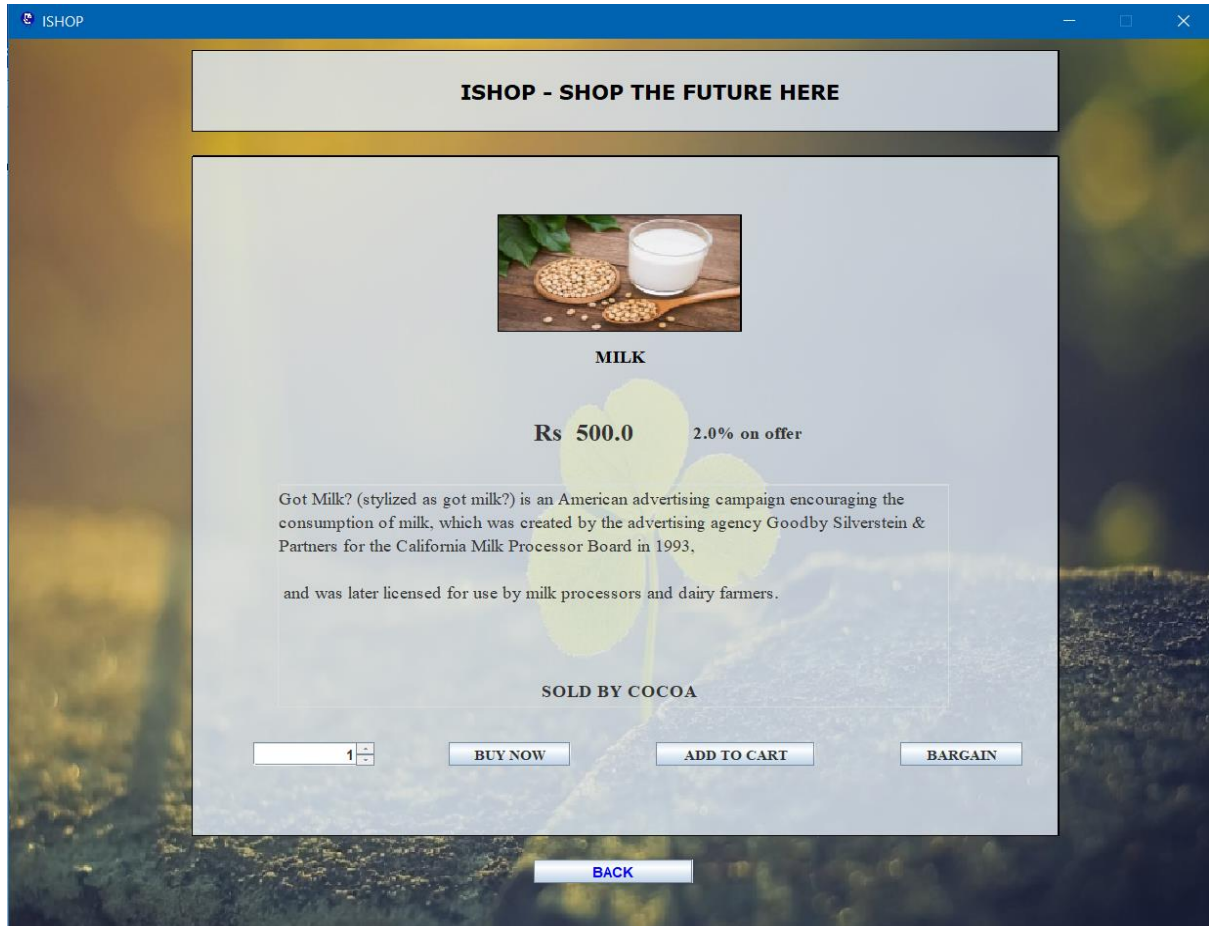 ISHOP
ISHOP - SHOP THE FUTURE HERE
MILK
Rs 500.0 2.0% on offer
Got Milk? (stylized as got milk?) is an American advertising campaign encouraging the
consumption of milk, which was created by the advertising agency Goodby Silverstein &
Partners for the California Milk Processor Board in 1993,
and was later licensed for use by milk processors and dairy farmers.
SOLD BY COCOA
1 BUY NOW ADD TO CART BARGAIN
BACK